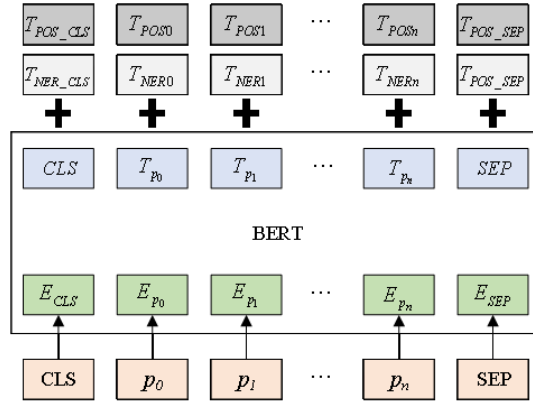 T_POS_CLS T_POS0 T_POS1 ... T_POSn T_POS_SEP
T_NER_CLS T_NER0 T_NER1 ... T_NERn T_POS_SEP
+ + + + +
CLS T_p0 T_p1 ... T_pn SEP
BERT
E_CLS E_p0 E_p1 ... E_pn E_SEP
CLS p0 p1 ... pn SEP